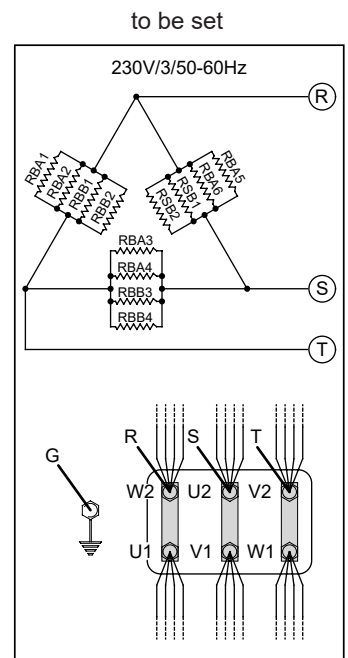 to be set
230V/3/50-60Hz
R
RBA1
RBA2
RBB1
RBB2
RBA5
RBA6
RSB1
RSB2
RBA3
RBA4
RBB3
RBB4
S
T
R S T
G
W2 U2 V2
U1 V1 W1